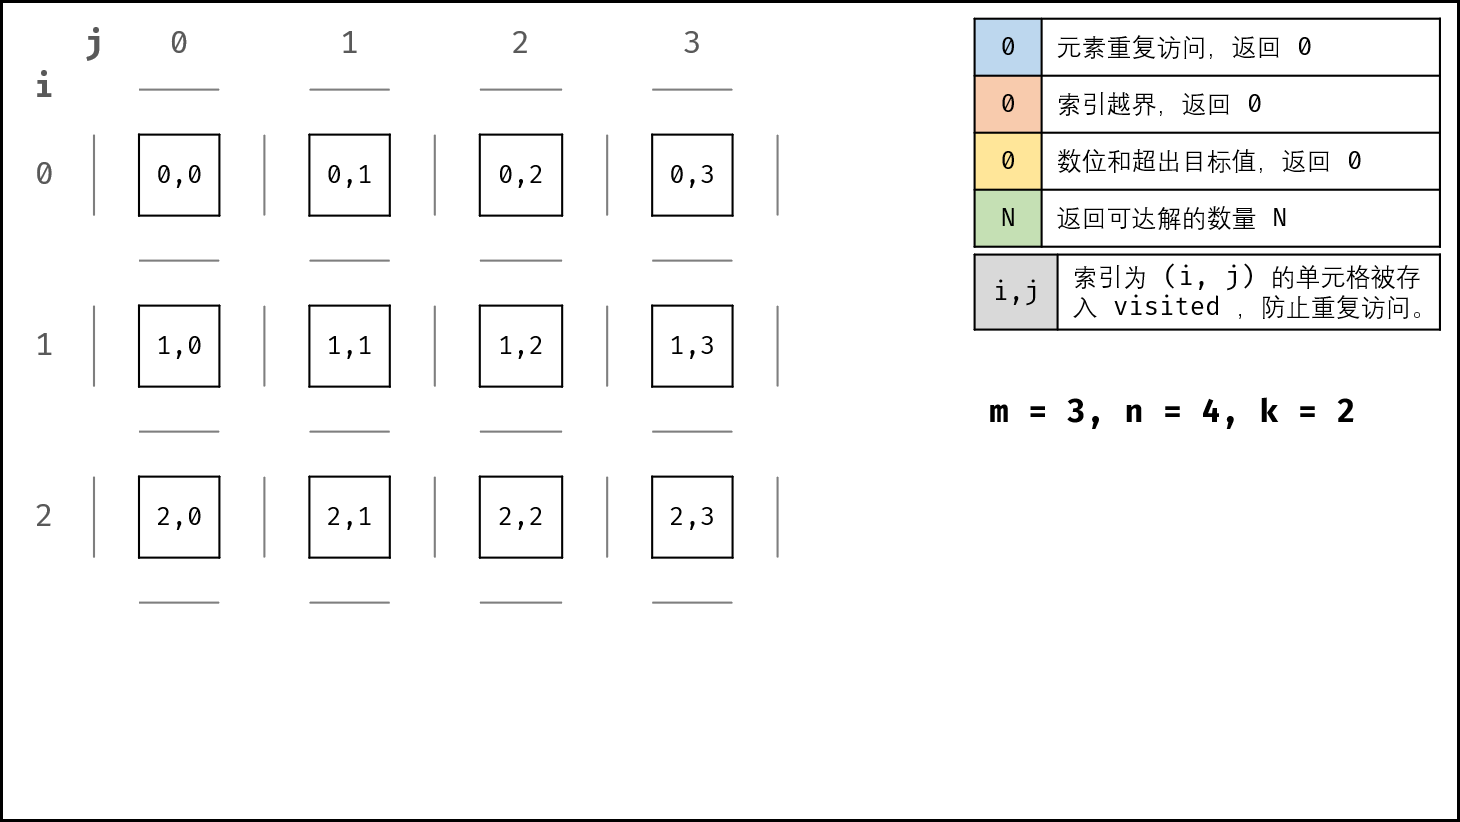 j 0 1 2 3
i
0 0,0 0,1 0,2 0,3
1 1,0 1,1 1,2 1,3
2 2,0 2,1 2,2 2,3
0 元素重复访问，返回 0
0 索引越界，返回 0
0 数位和超出目标值，返回 0
N 返回可达解的数量 N
i,j 索引为 (i, j) 的单元格被存
入 visited ，防止重复访问。
m = 3, n = 4, k = 2